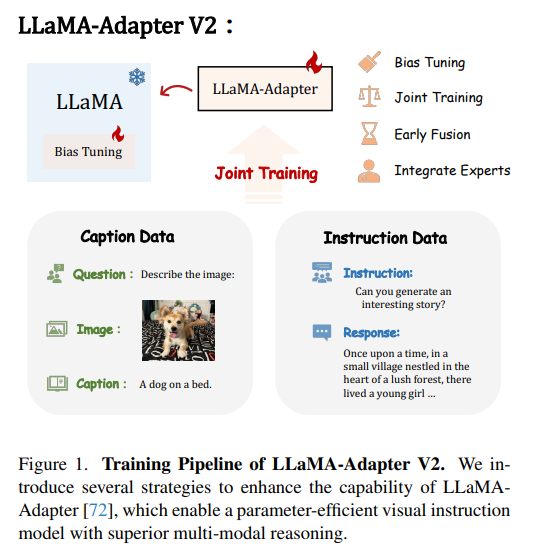 LLaMA-Adapter V2：
LLaMA
Bias Tuning
LLaMA-Adapter
Joint Training
Bias Tuning
Joint Training
Early Fusion
Integrate Experts
Caption Data
Question： Describe the image:
Image：
Caption： A dog on a bed.
Instruction Data
Instruction:
Can you generate an
interesting story?
Response:
Once upon a time, in a
small village nestled in the
heart of a lush forest, there
lived a young girl ...
Figure 1. Training Pipeline of LLaMA-Adapter V2. We in-
troduce several strategies to enhance the capability of LLaMA-
Adapter [72], which enable a parameter-efficient visual instruction
model with superior multi-modal reasoning.